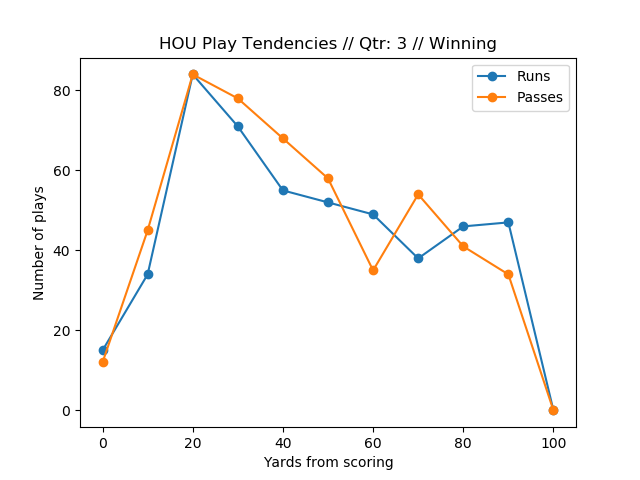 HOU Play Tendencies // Qtr: 3 // Winning
Runs
Passes
Number of plays
80
60
40
20
0
0 20 40 60 80 100
Yards from scoring